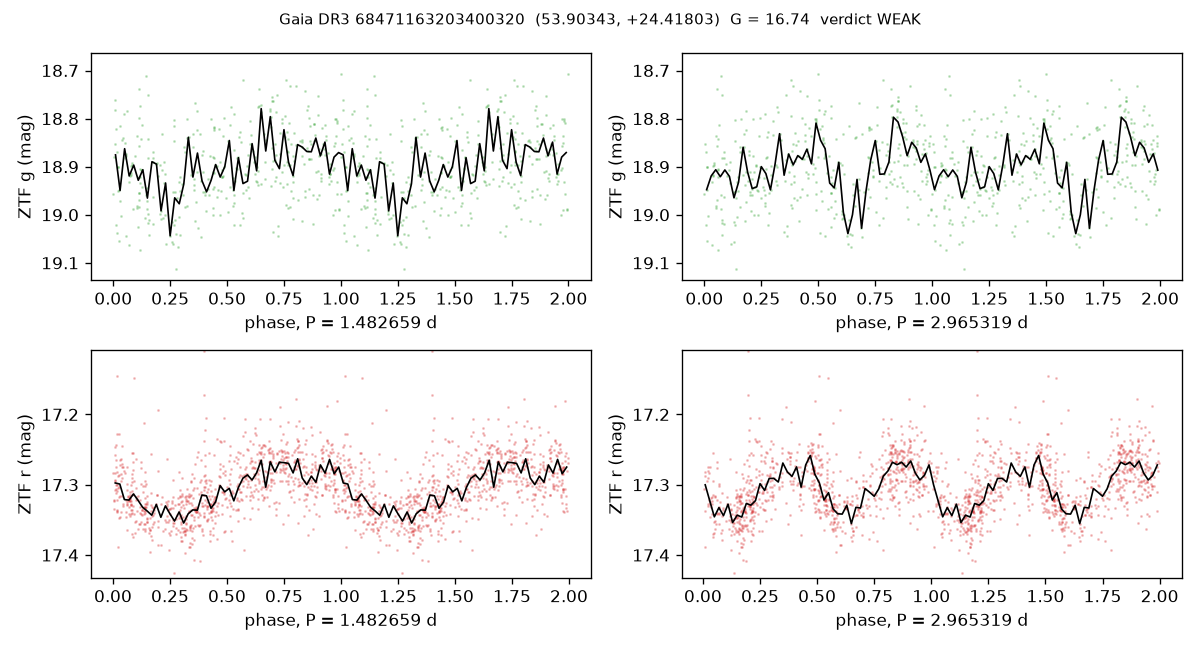 Gaia DR3 68471163203400320  (53.90343, +24.41803)  G = 16.74  verdict WEAK
ZTF g (mag)
18.7
18.8
18.9
19.0
19.1
0.00 0.25 0.50 0.75 1.00 1.25 1.50 1.75 2.00
phase, P = 1.482659 d
ZTF g (mag)
18.7
18.8
18.9
19.0
19.1
0.00 0.25 0.50 0.75 1.00 1.25 1.50 1.75 2.00
phase, P = 2.965319 d
ZTF r (mag)
17.2
17.3
17.4
0.00 0.25 0.50 0.75 1.00 1.25 1.50 1.75 2.00
phase, P = 1.482659 d
ZTF r (mag)
17.2
17.3
17.4
0.00 0.25 0.50 0.75 1.00 1.25 1.50 1.75 2.00
phase, P = 2.965319 d